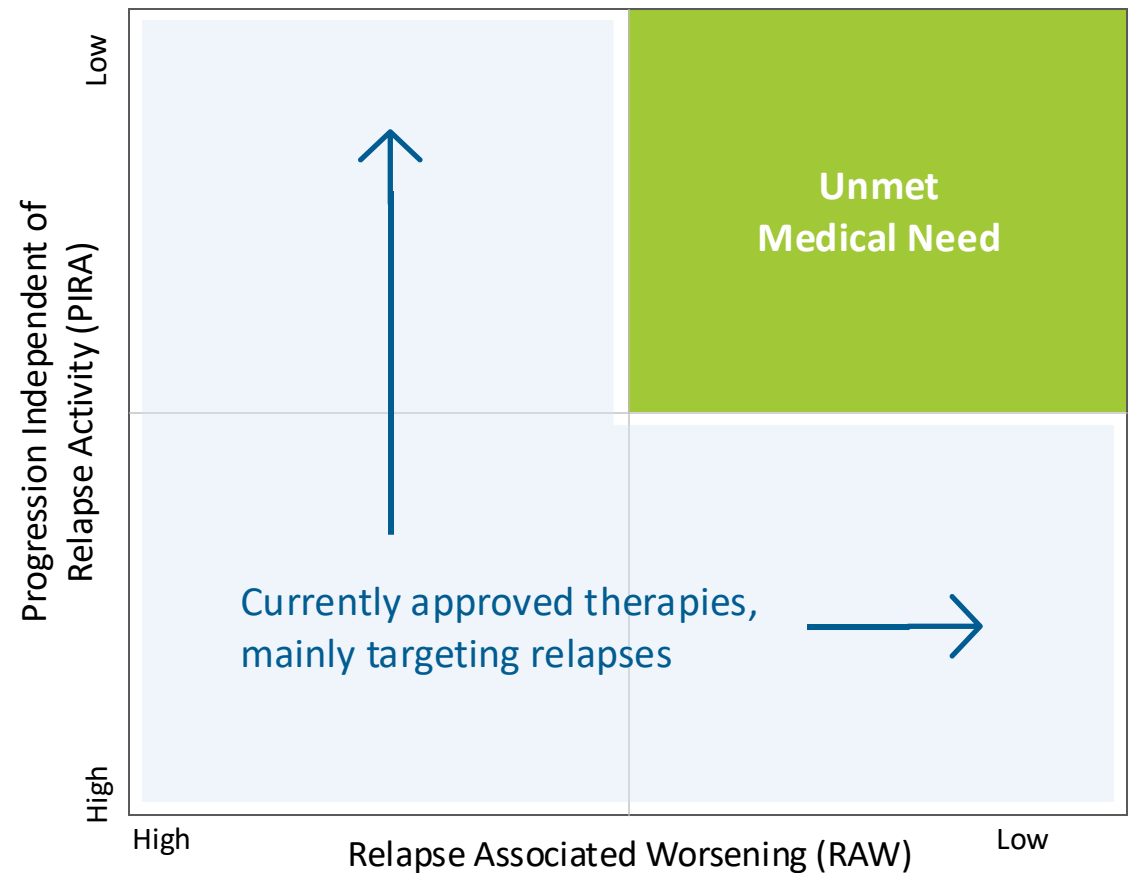 Low
Progression Independent of
Relapse Activity (PIRA)
High
Unmet
Medical Need
Currently approved therapies,
mainly targeting relapses
High
Relapse Associated Worsening (RAW)
Low